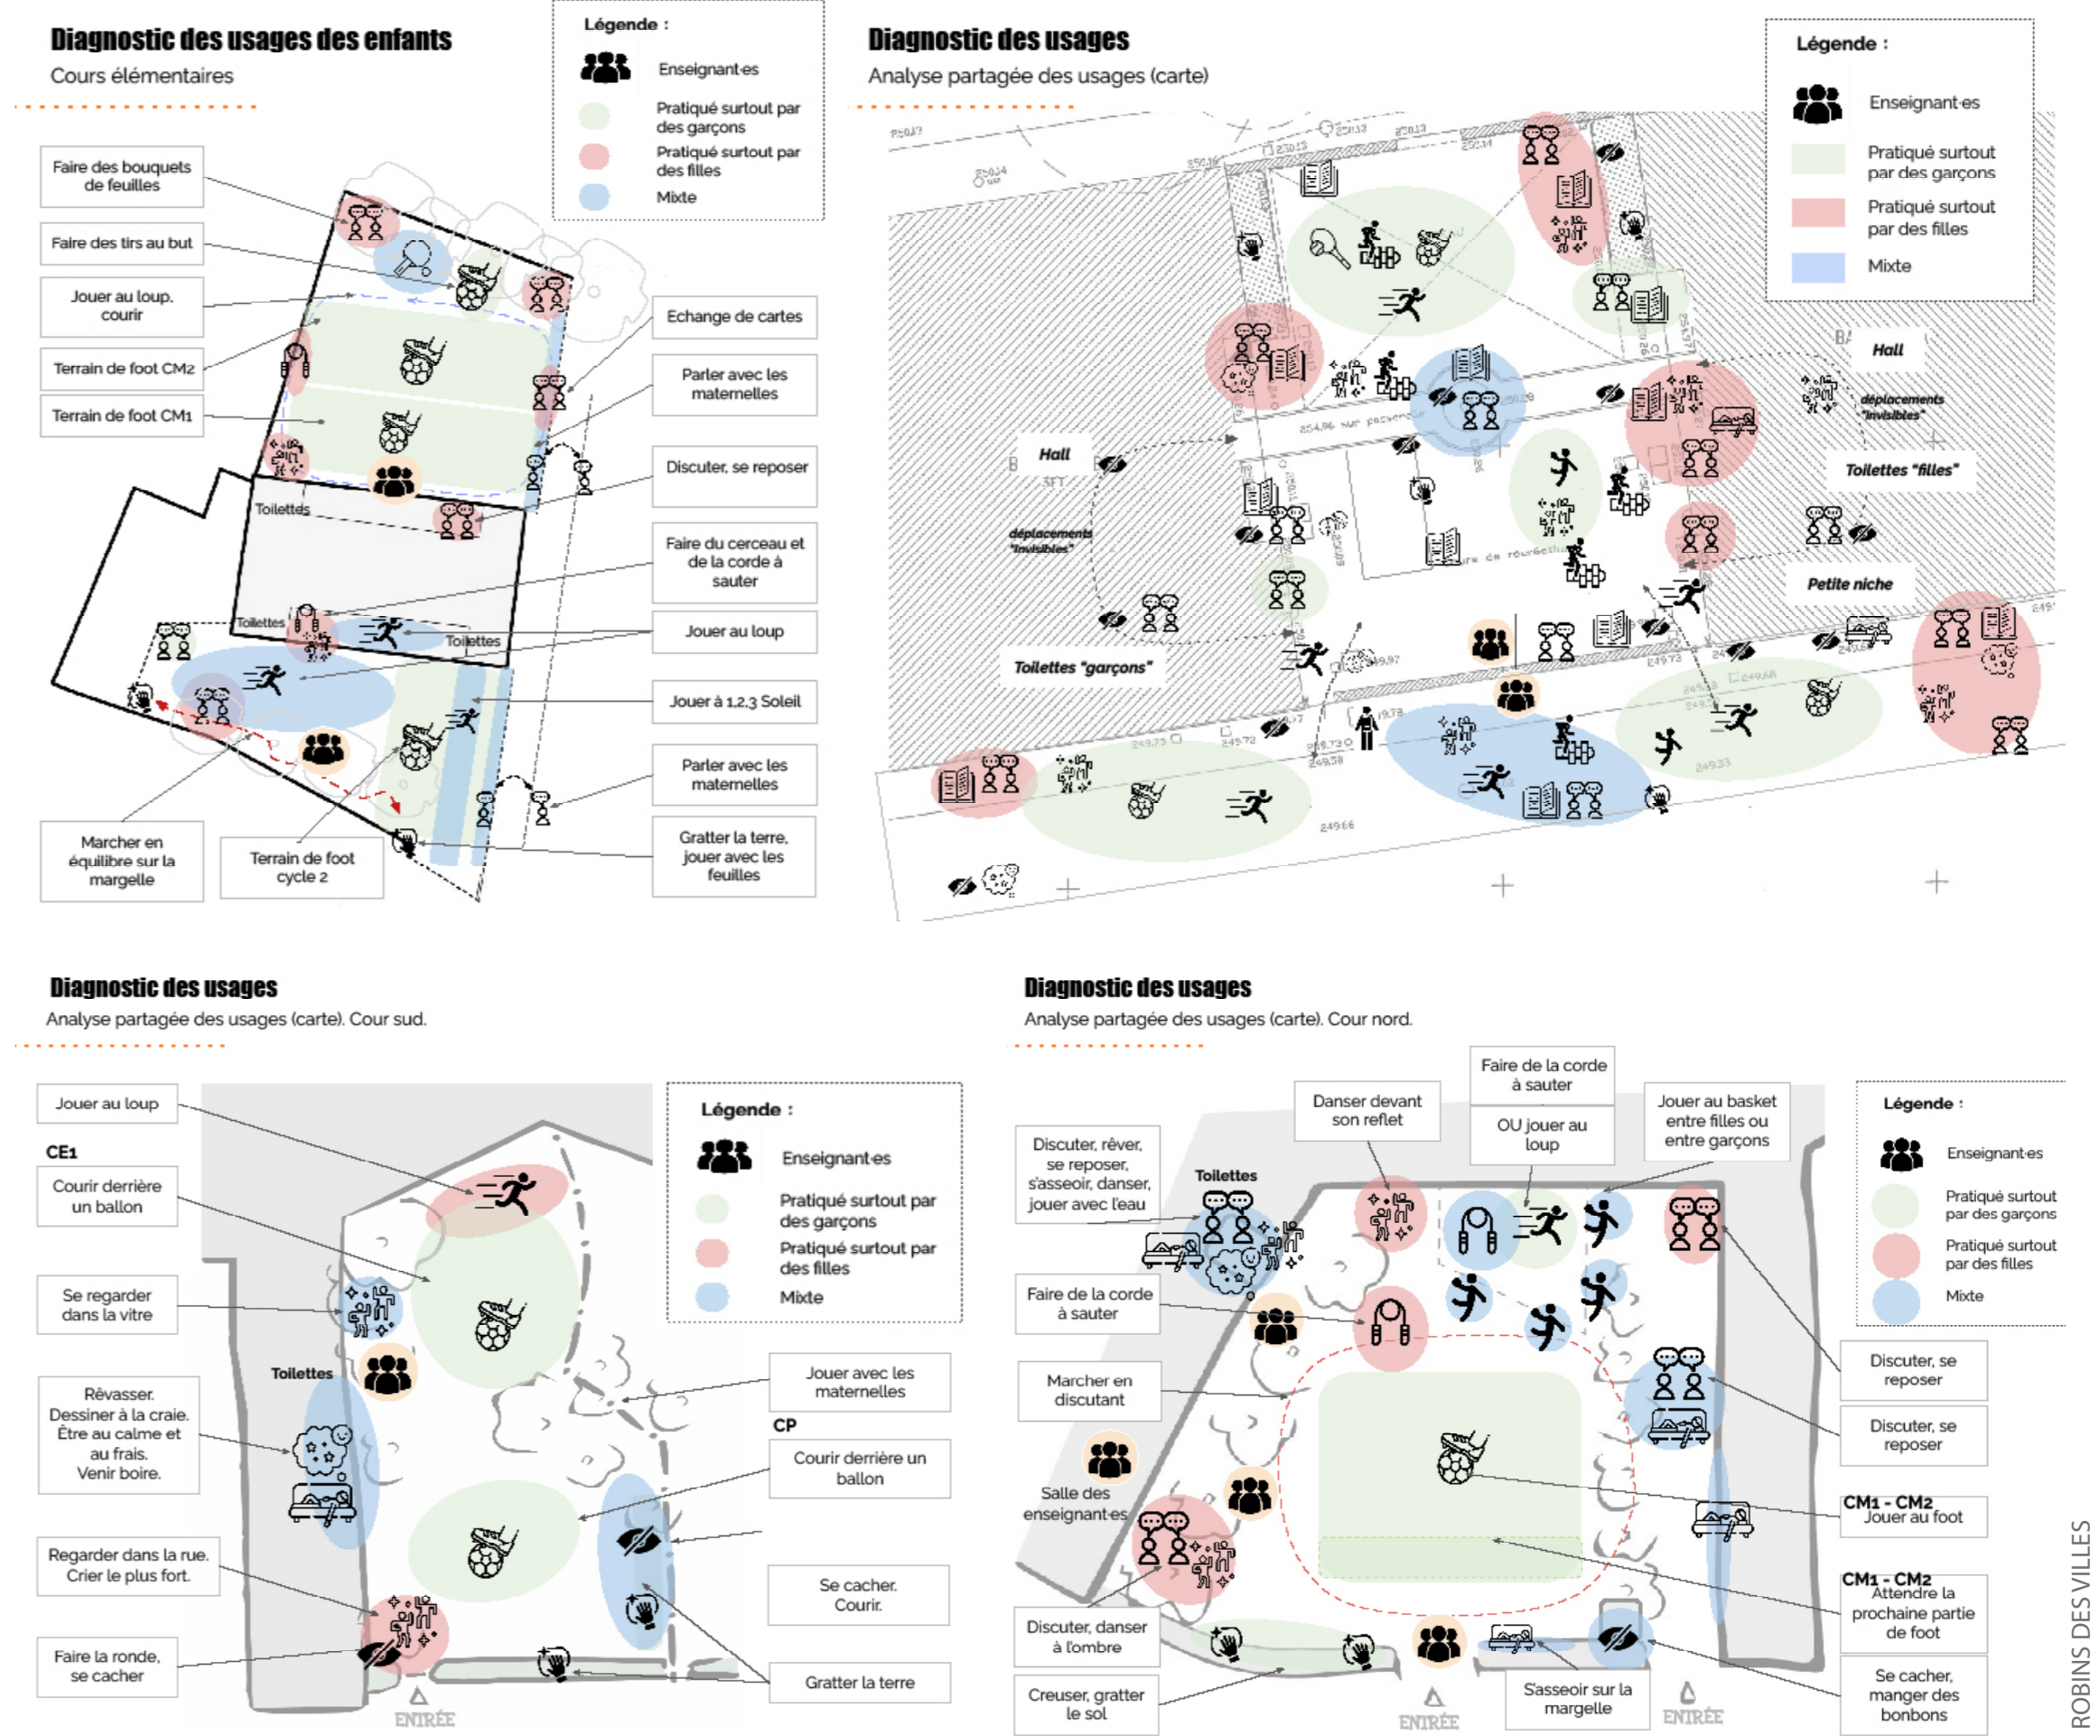 Diagnostic des usages des enfants
Cours élémentaires
Légende :
Enseignant·es
Pratiqué surtout par
des garçons
Pratiqué surtout par
des filles
Mixte
Faire des bouquets
de feuilles
Faire des tirs au but
Jouer au loup.
courir
Terrain de foot CM2
Terrain de foot CM1
Echange de cartes
Parler avec les
maternelles
Discuter, se reposer
Faire du cerceau et
de la corde à
sauter
Jouer au loup
Jouer à 1,2,3 Soleil
Parler avec les
maternelles
Gratter la terre,
jouer avec les
feuilles
Toilettes
Toilettes
Toilettes
Marcher en
équilibre sur la
margelle
Terrain de foot
cycle 2
Diagnostic des usages
Analyse partagée des usages (carte)
Légende :
Enseignant·es
Pratiqué surtout
par des garçons
Pratiqué surtout
par des filles
Mixte
Hall
déplacements
"invisibles"
Toilettes "filles"
Petite niche
Hall
déplacements
"invisibles"
Toilettes "garçons"
249.73
249.72
249.58
249.66
249.33
249.73
Diagnostic des usages
Analyse partagée des usages (carte). Cour sud.
Légende :
Enseignant·es
Pratiqué surtout par
des garçons
Pratiqué surtout par
des filles
Mixte
Jouer au loup
CE1
Courir derrière
un ballon
Se regarder
dans la vitre
Toilettes
Rêvasser.
Dessiner à la craie.
Être au calme et
au frais.
Venir boire.
Regarder dans la rue.
Crier le plus fort.
Faire la ronde,
se cacher
Jouer avec les
maternelles
CP
Courir derrière un
ballon
Se cacher.
Courir.
Gratter la terre
ENTRÉE
Diagnostic des usages
Analyse partagée des usages (carte). Cour nord.
Légende :
Enseignant·es
Pratiqué surtout
par des garçons
Pratiqué surtout
par des filles
Mixte
Faire de la corde
à sauter
OU jouer au
loup
Danser devant
son reflet
Jouer au basket
entre filles ou
entre garçons
Discuter, rêver,
se reposer,
s'asseoir, danser,
jouer avec l'eau
Toilettes
Faire de la corde
à sauter
Marcher en
discutant
Salle des
enseignant·es
Discuter, danser
à l'ombre
Creuser, gratter
le sol
Discuter, se
reposer
Discuter, se
reposer
CM1 - CM2
Jouer au foot
CM1 - CM2
Attendre la
prochaine partie
de foot
Se cacher,
manger des
bonbons
S'asseoir sur la
margelle
ENTRÉE
ENTRÉE
ROBINS DES VILLES